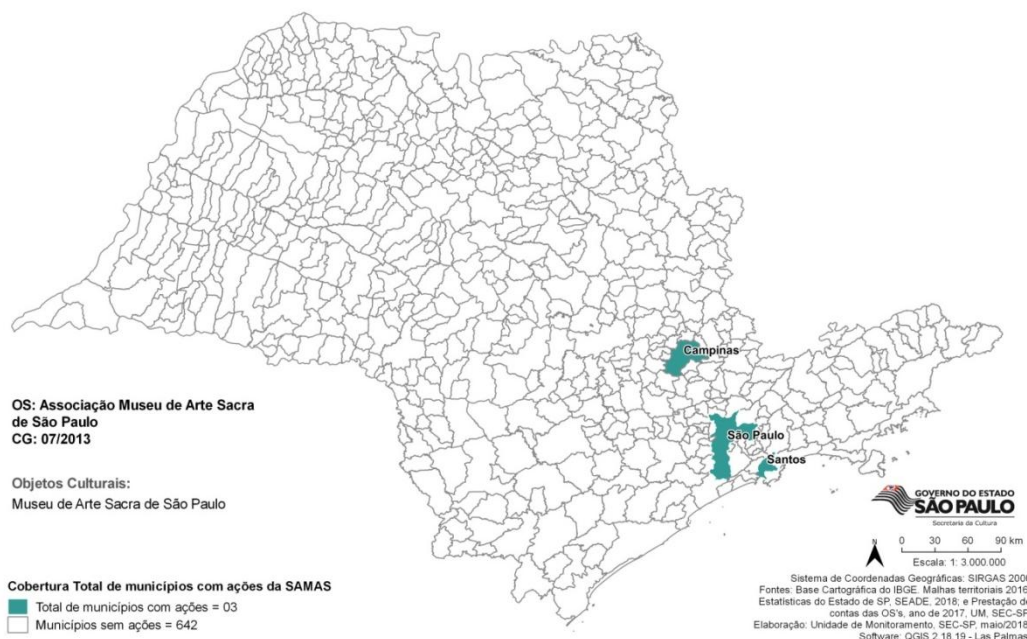 Campinas
São Paulo
Santos
OS: Associação Museu de Arte Sacra
de São Paulo
CG: 07/2013
Objetos Culturais:
Museu de Arte Sacra de São Paulo
Cobertura Total de municípios com ações da SAMAS
Total de municípios com ações = 03
Municípios sem ações = 642
GOVERNO DO ESTADO
SÃO PAULO
Secretaria da Cultura
N
0 30 60 90 km
Escala: 1: 3.000.000
Sistema de Coordenadas Geográficas: SIRGAS 200
Fontes: Base Cartográfica do IBGE. Malhas territoriais 2016
Estatísticas do Estado de SP, SEADE, 2018; e Prestação de
contas das OS's, ano de 2017, UM, SEC-SP
Elaboração: Unidade de Monitoramento, SEC-SP, maio/2018
Software: QGIS 2.18.19 - Las Palmas